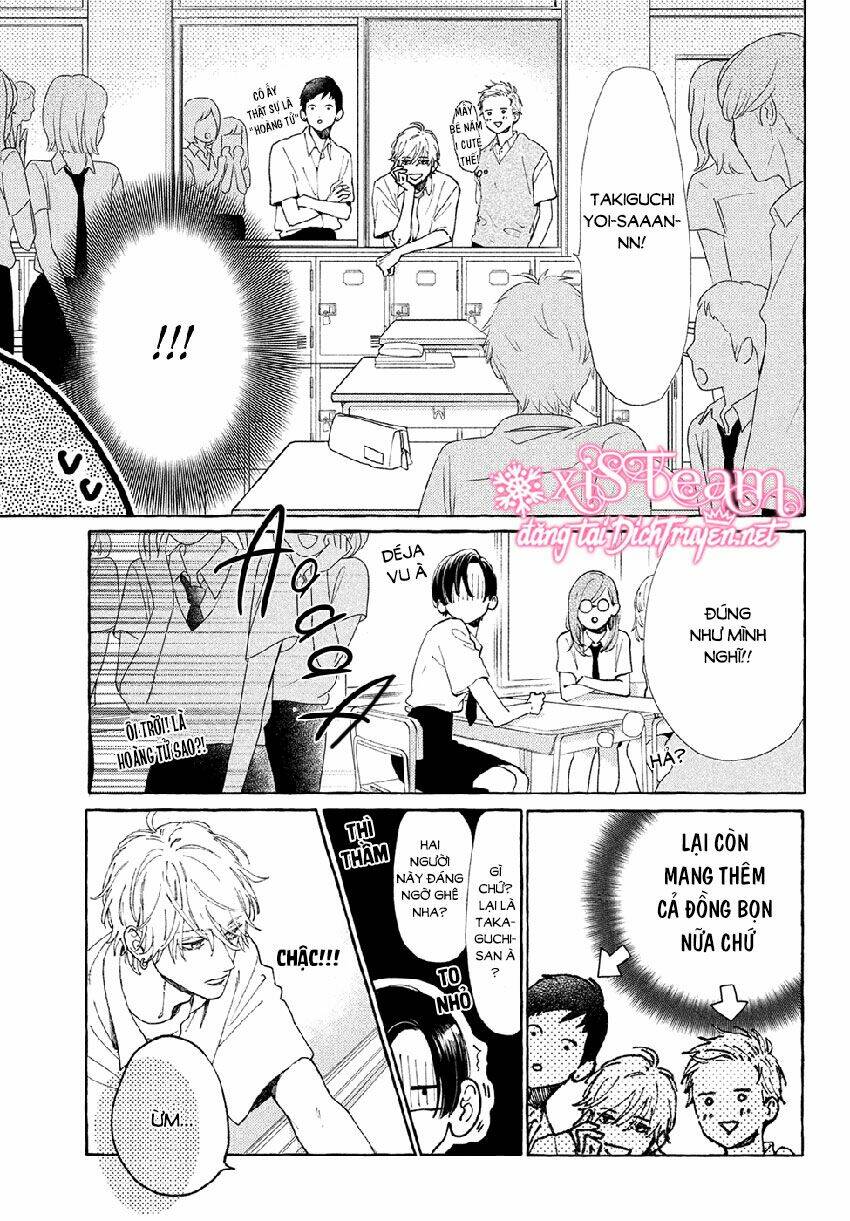 TAKIGUCHI
YOI-SAAAN-
NN!
MẤY
BÉ NĂM
I CUTE
THẾ!
CÔ ẤY
THẬT SỰ LÀ
"HOÀNG TỬ"
!!!
xiSTeam
đăng tại DichTruyen.net
ĐÚNG
NHƯ MÌNH
NGHĨ!!
HẢ?
DÉJA
VU À
ÔI TRỜI! LÀ
HOÀNG TỬ SAO?!
LẠI CÒN
MANG THÊM
CẢ ĐỒNG BỌN
NỮA CHỨ
GÌ
CHỨ?
LẠI LÀ
TAKA-
GUCHI-
SAN À
?
HAI
NGƯỜI
NÀY ĐÁNG
NGỜ GHÊ
NHA?
THÌ
THẦM
TO
NHỎ
CHẬC!!!
ỪM...